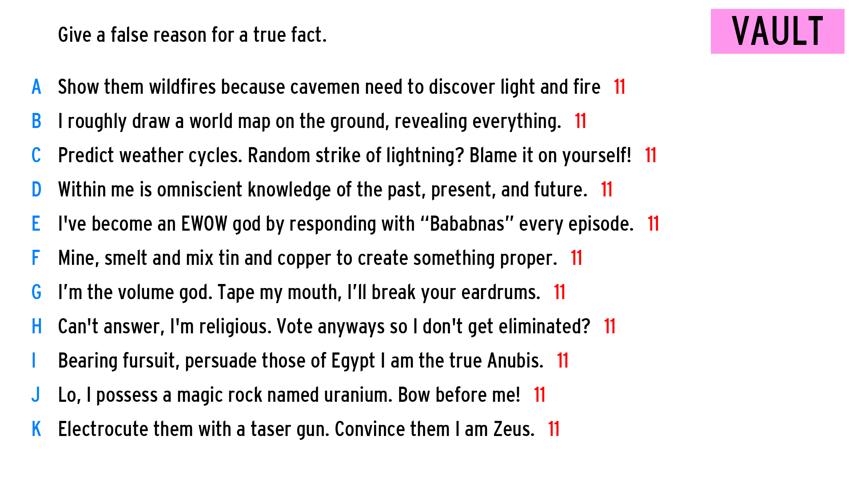 Give a false reason for a true fact.
VAULT
A Show them wildfires because cavemen need to discover light and fire 11
B I roughly draw a world map on the ground, revealing everything. 11
C Predict weather cycles. Random strike of lightning? Blame it on yourself! 11
D Within me is omniscient knowledge of the past, present, and future. 11
E I've become an EWOW god by responding with “Bababnas” every episode. 11
F Mine, smelt and mix tin and copper to create something proper. 11
G I’m the volume god. Tape my mouth, I’ll break your eardrums. 11
H Can't answer, I'm religious. Vote anyways so I don't get eliminated? 11
I Bearing fursuit, persuade those of Egypt I am the true Anubis. 11
J Lo, I possess a magic rock named uranium. Bow before me! 11
K Electrocute them with a taser gun. Convince them I am Zeus. 11